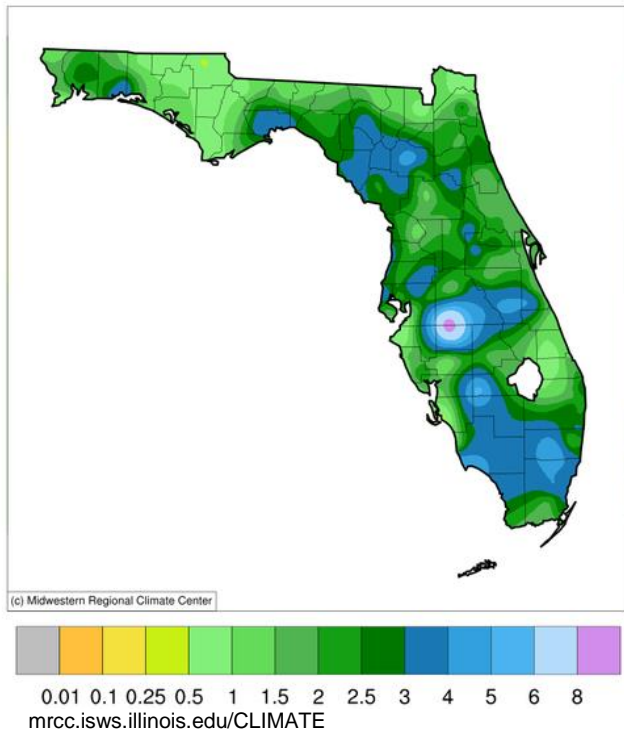 (c) Midwestern Regional Climate Center
0.01 0.1 0.25 0.5 1 1.5 2 2.5 3 4 5 6 8
mrcc.isws.illinois.edu/CLIMATE